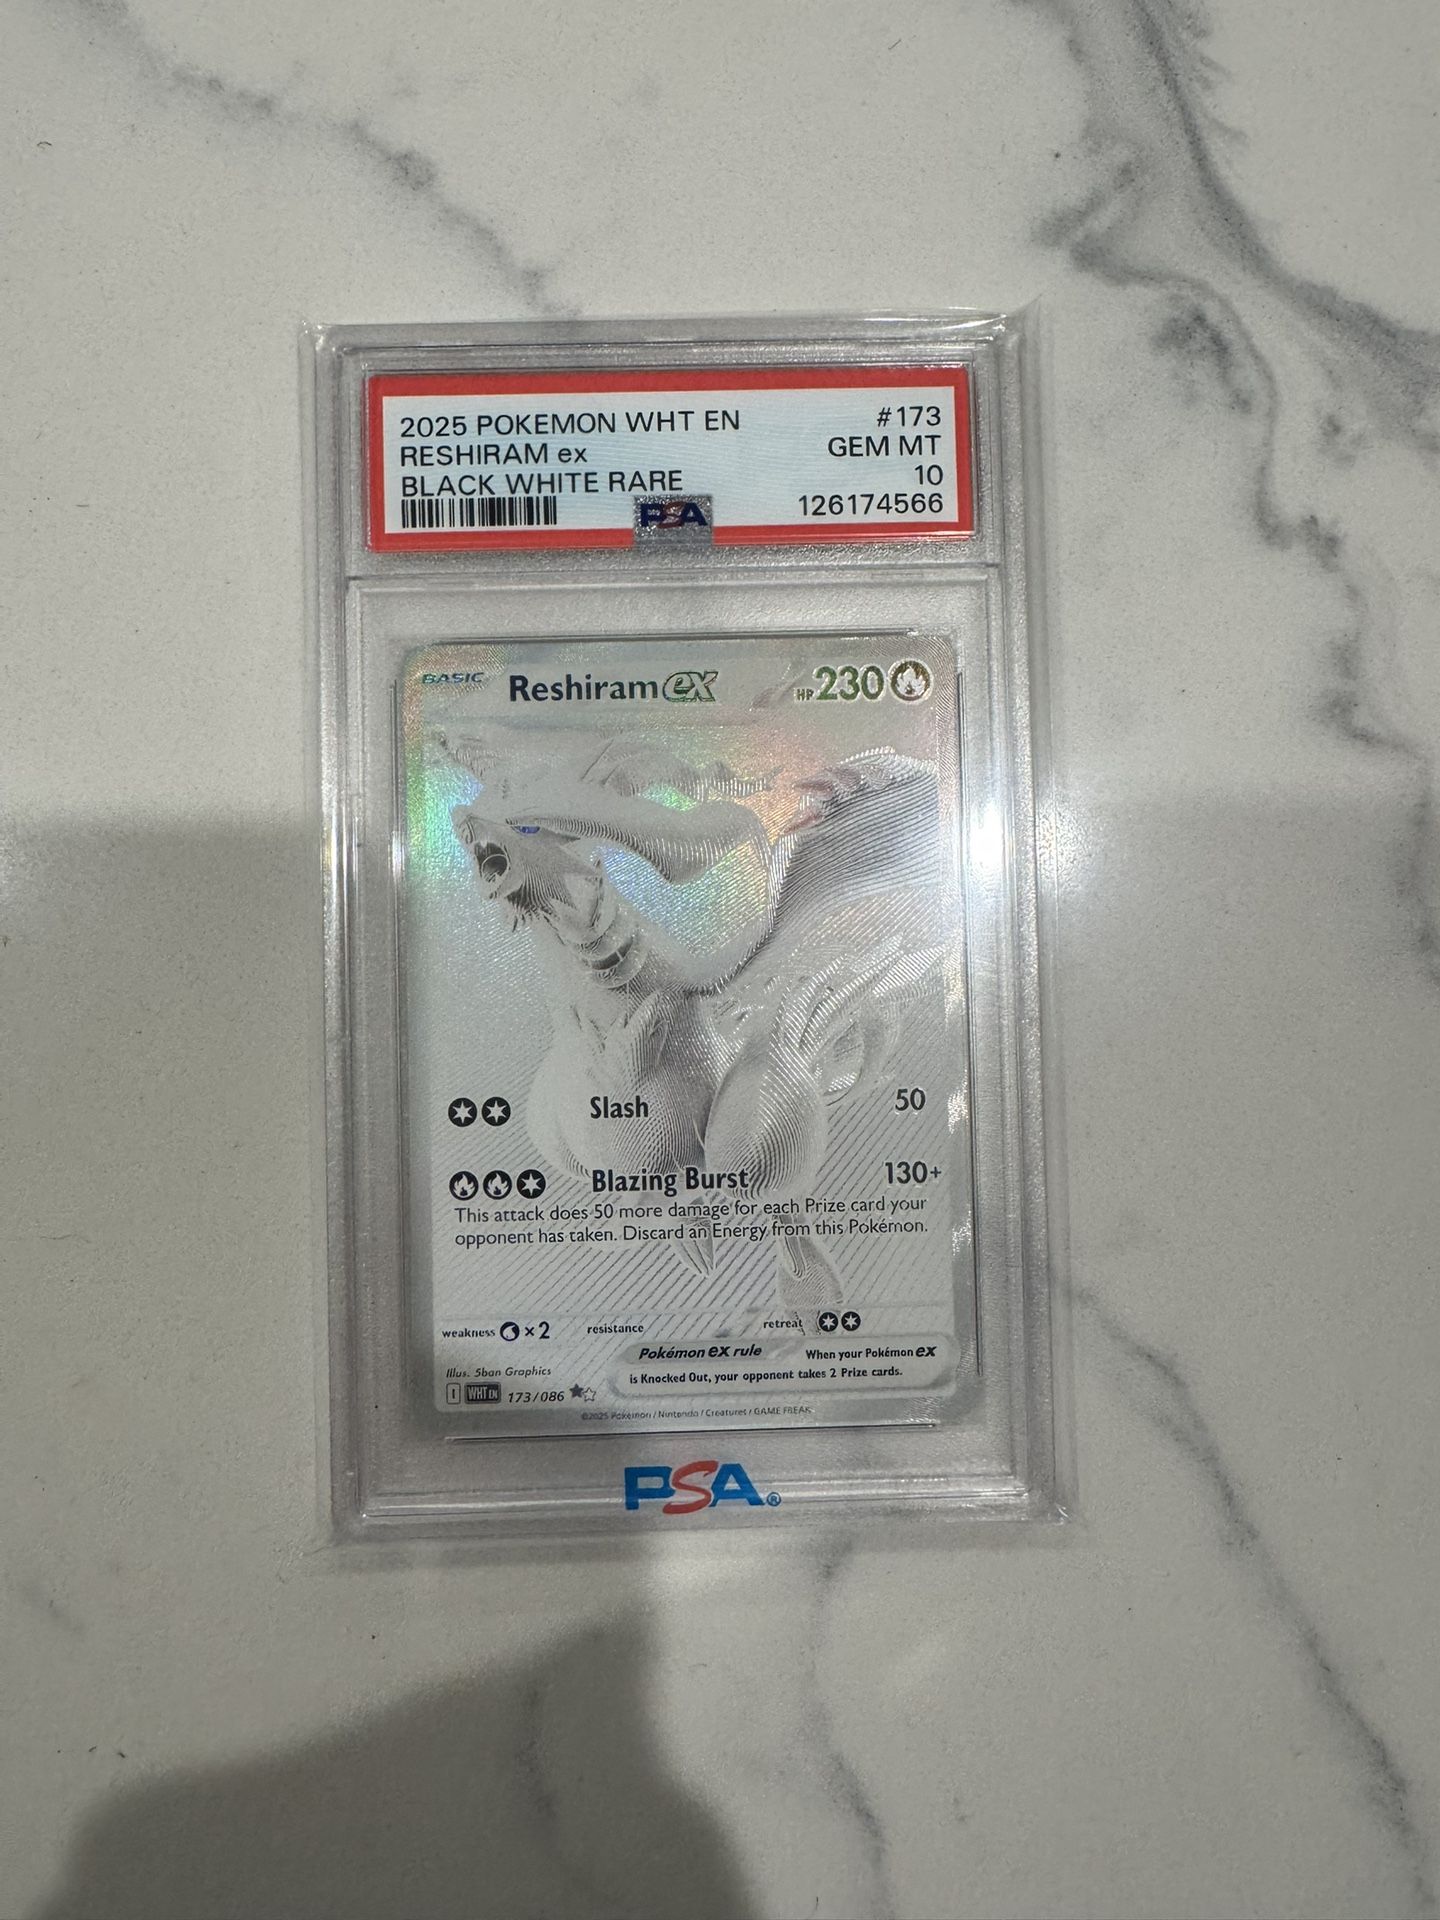 2025 POKEMON WHT EN #173
RESHIRAM ex GEM MT
BLACK WHITE RARE 10
PSA 126174566
BASIC Reshiram ex HP 230
Slash 50
Blazing Burst 130+
This attack does 50 more damage for each Prize card your
opponent has taken. Discard an Energy from this Pokémon.
weakness ×2 resistance retreat
Pokémon ex rule When your Pokémon ex
is Knocked Out, your opponent takes 2 Prize cards.
Illus. 5ban Graphics
I WHT EN 173/086
©2025 Pokémon / Nintendo / Creatures / GAME FREAK
PSA®